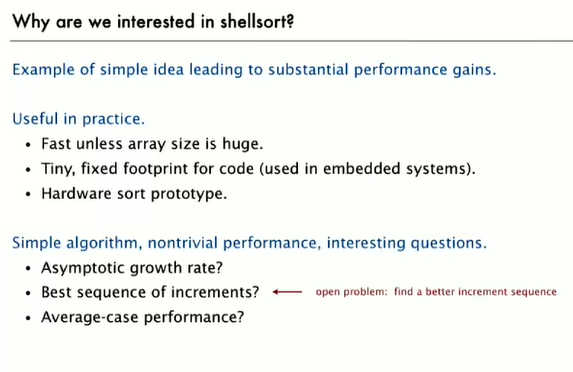 Why are we interested in shellsort?
Example of simple idea leading to substantial performance gains.
Useful in practice.
• Fast unless array size is huge.
• Tiny, fixed footprint for code (used in embedded systems).
• Hardware sort prototype.
Simple algorithm, nontrivial performance, interesting questions.
• Asymptotic growth rate?
• Best sequence of increments? ← open problem: find a better increment sequence
• Average-case performance?